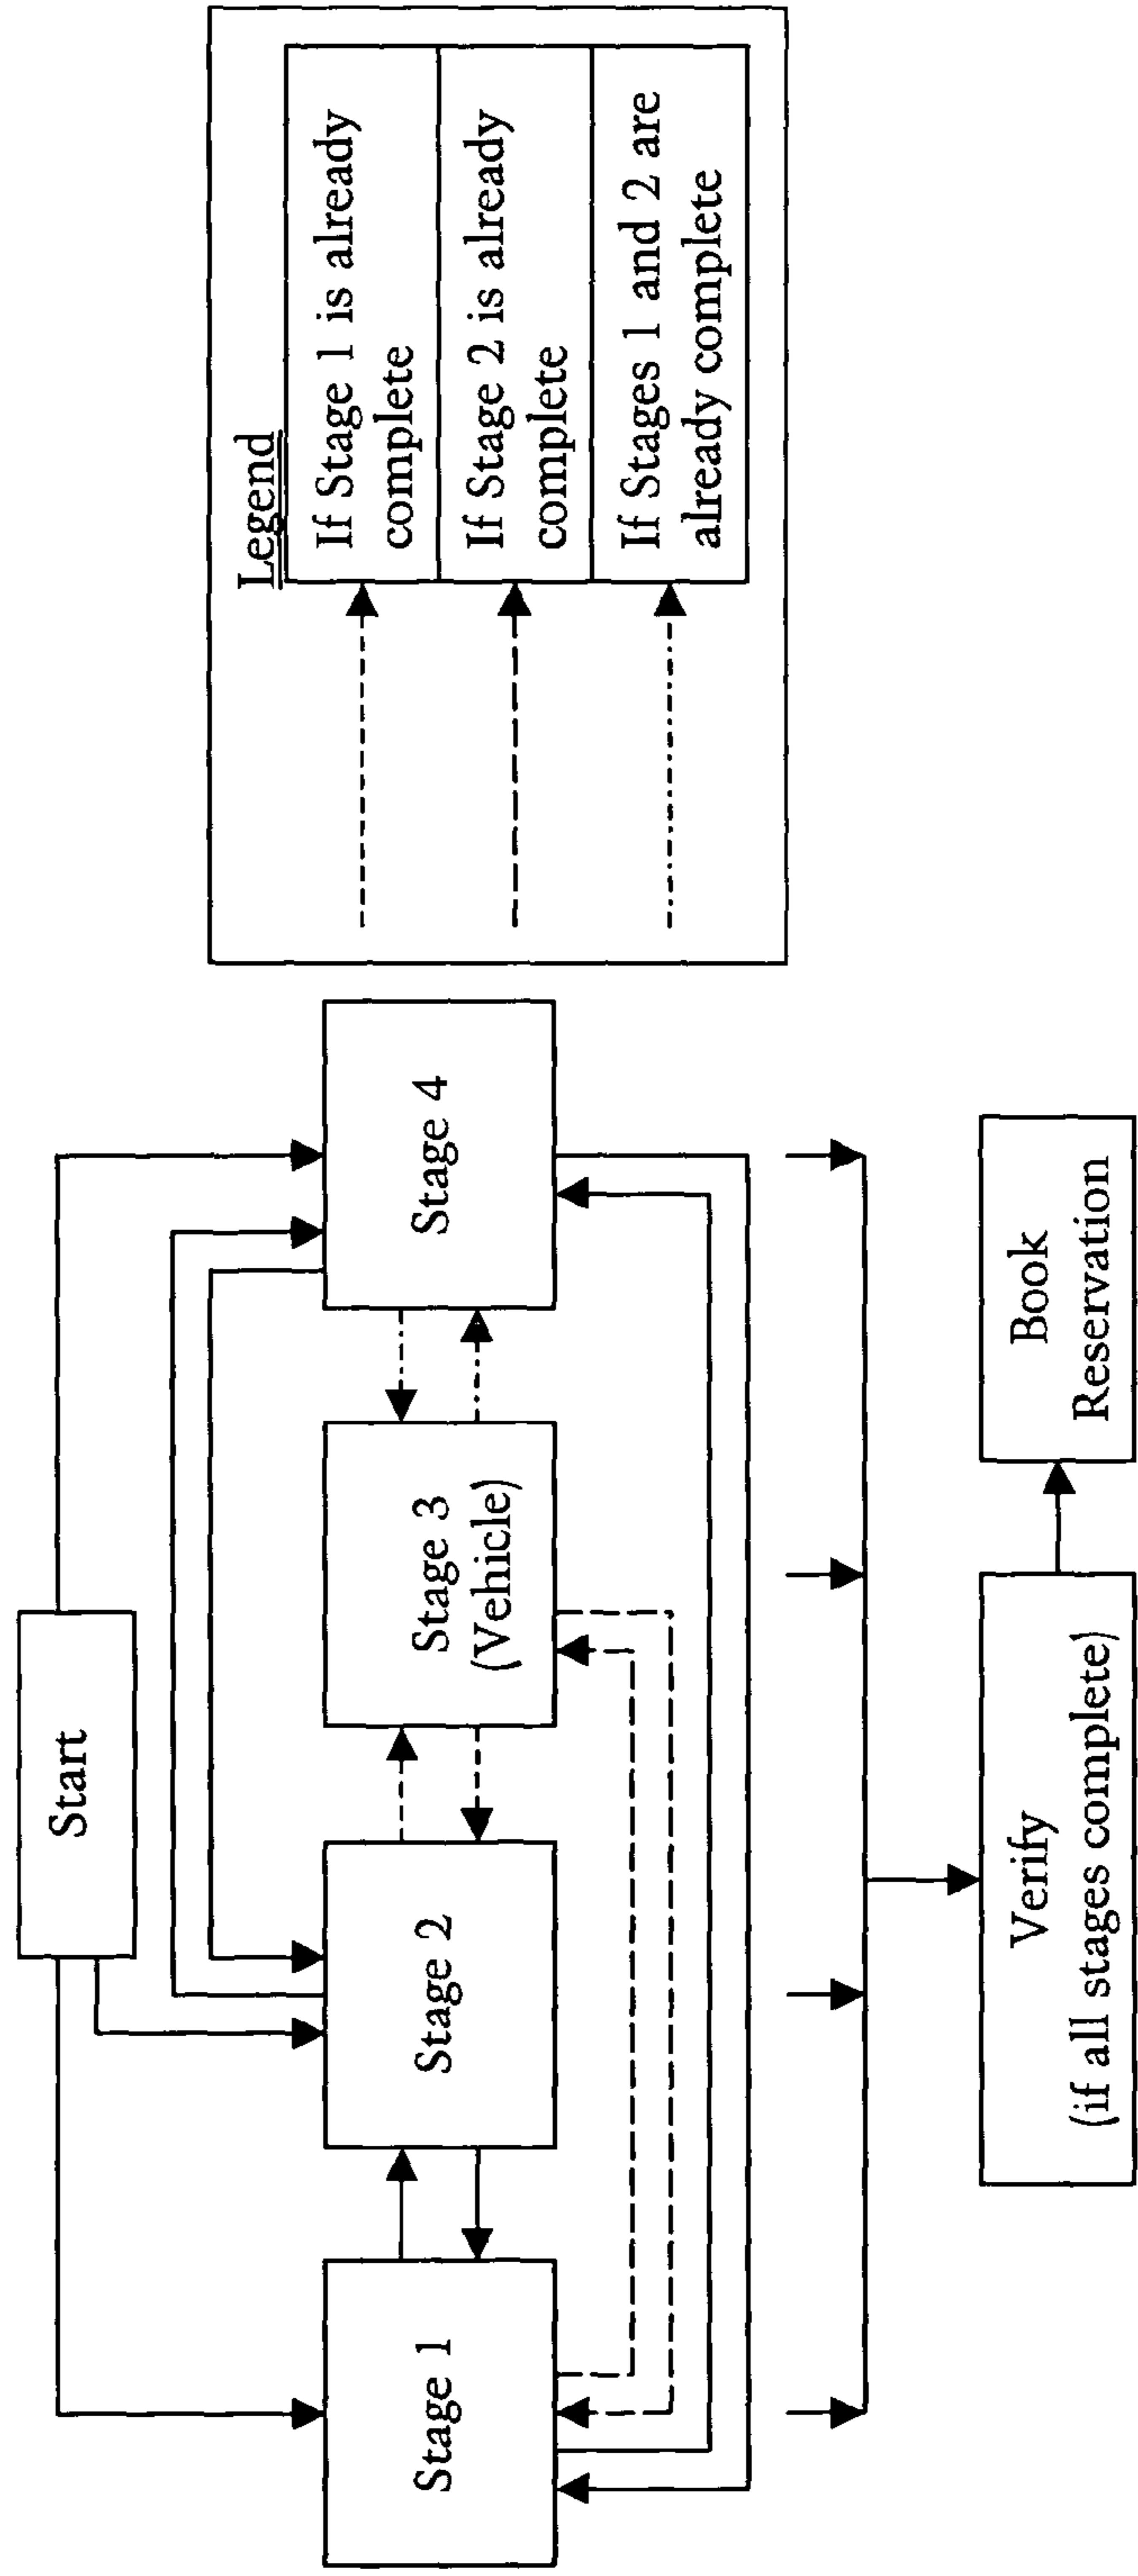 Start
Stage 1
Stage 2
Stage 3
(Vehicle)
Stage 4
Verify
(if all stages complete)
Book
Reservation
Legend
If Stage 1 is already
complete
If Stage 2 is already
complete
If Stages 1 and 2 are
already complete